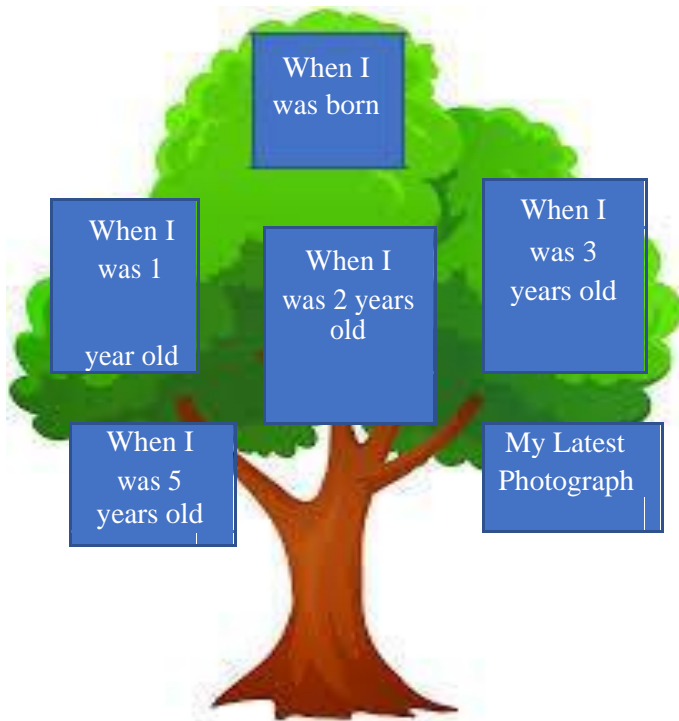 When I
was born
When I
was 1
year old
When I
was 2 years
old
When I
was 3
years old
When I
was 5
years old
My Latest
Photograph